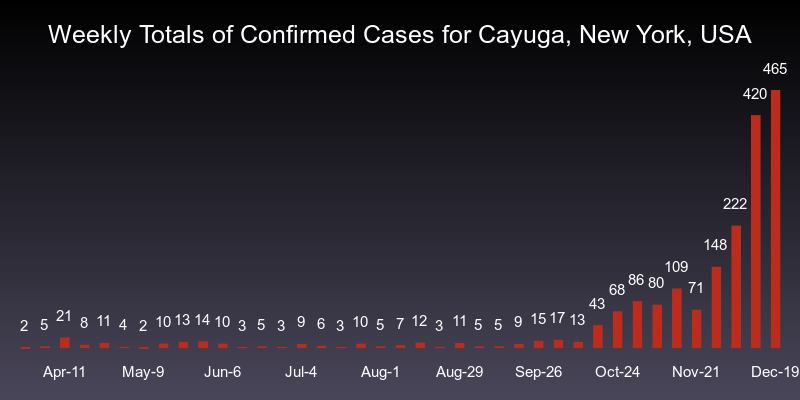 Weekly Totals of Confirmed Cases for Cayuga, New York, USA
2 5 21 8 11 4 2 10 13 14 10 3 5 3 9 6 3 10 5 7 12 3 11 5 5 9 15 17 13 43 68 86 80 109 71 148 222 420 465
Apr-11 May-9 Jun-6 Jul-4 Aug-1 Aug-29 Sep-26 Oct-24 Nov-21 Dec-19